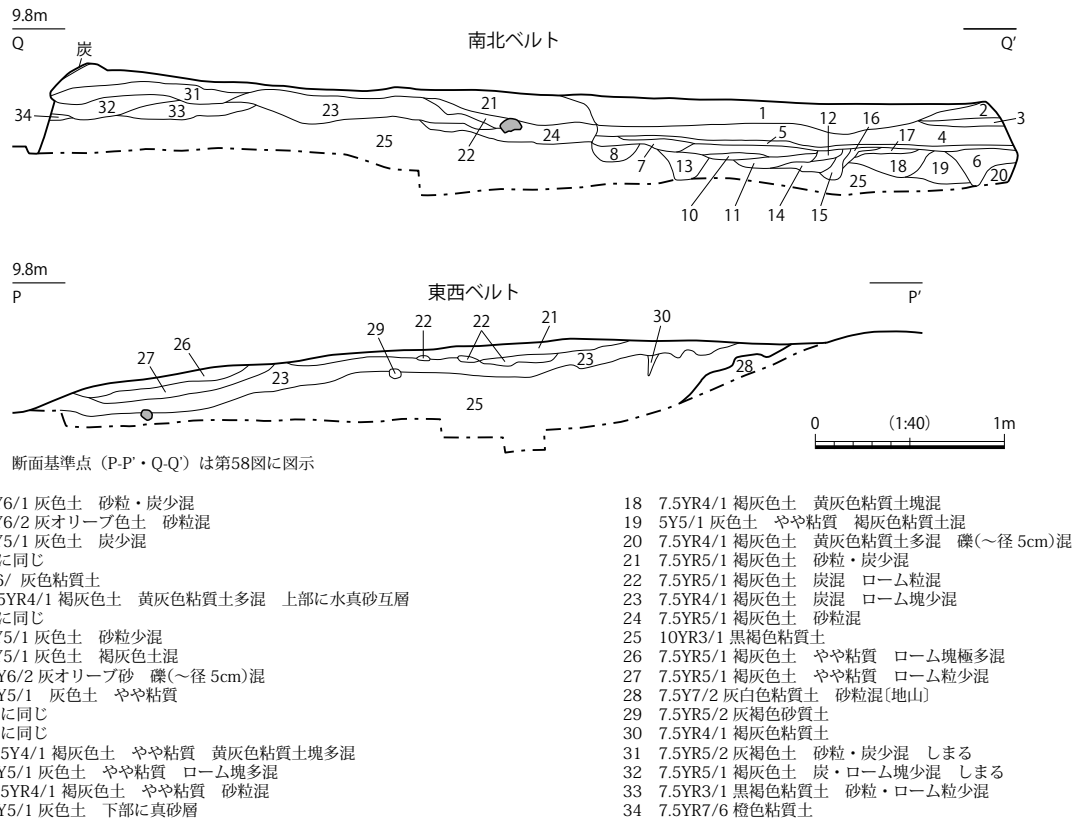 9.8m
Q
炭
南北ベルト
Q’
31
32
33
34
23
21
22
24
25
1
2
3
4
5
12
16
17
8
7
13
18
19
6
20
25
10
11
14
15
9.8m
P
東西ベルト
P’
26
27
23
29
22
22
21
30
23
28
25
0
(1:40)
1m
断面基準点（P-P’・Q-Q’）は第58図に図示
6/1 灰色土　砂粒・炭少混
6/2 灰オリーブ色土　砂粒混
5/1 灰色土　炭少混
に同じ
6/ 灰色粘質土
5YR4/1 褐灰色土　黄灰色粘質土多混　上部に水真砂互層
に同じ
5/1 灰色土　砂粒少混
5/1 灰色土　褐灰色土混
Y6/2 灰オリーブ砂　礫(～径 5cm)混
Y5/1　灰色土　やや粘質
に同じ
に同じ
5Y4/1 褐灰色土　やや粘質　黄灰色粘質土塊多混
Y5/1 灰色土　やや粘質　ローム塊多混
5YR4/1 褐灰色土　やや粘質　砂粒混
Y5/1 灰色土　下部に真砂層
18　7.5YR4/1 褐灰色土　黄灰色粘質土塊混
19　5Y5/1 灰色土　やや粘質　褐灰色粘質土混
20　7.5YR4/1 褐灰色土　黄灰色粘質土多混　礫(～径 5cm)混
21　7.5YR5/1 褐灰色土　砂粒・炭少混
22　7.5YR5/1 褐灰色土　炭混　ローム粒混
23　7.5YR4/1 褐灰色土　炭混　ローム塊少混
24　7.5YR5/1 褐灰色土　砂粒混
25　10YR3/1 黒褐色粘質土
26　7.5YR5/1 褐灰色土　やや粘質　ローム塊極多混
27　7.5YR5/1 褐灰色土　やや粘質　ローム粒少混
28　7.5Y7/2 灰白色粘質土　砂粒混〔地山〕
29　7.5YR5/2 灰褐色砂質土
30　7.5YR4/1 褐灰色粘質土
31　7.5YR5/2 灰褐色土　砂粒・炭少混　しまる
32　7.5YR5/1 褐灰色土　炭・ローム塊少混　しまる
33　7.5YR3/1 黒褐色粘質土　砂粒・ローム粒少混
34　7.5YR7/6 橙色粘質土